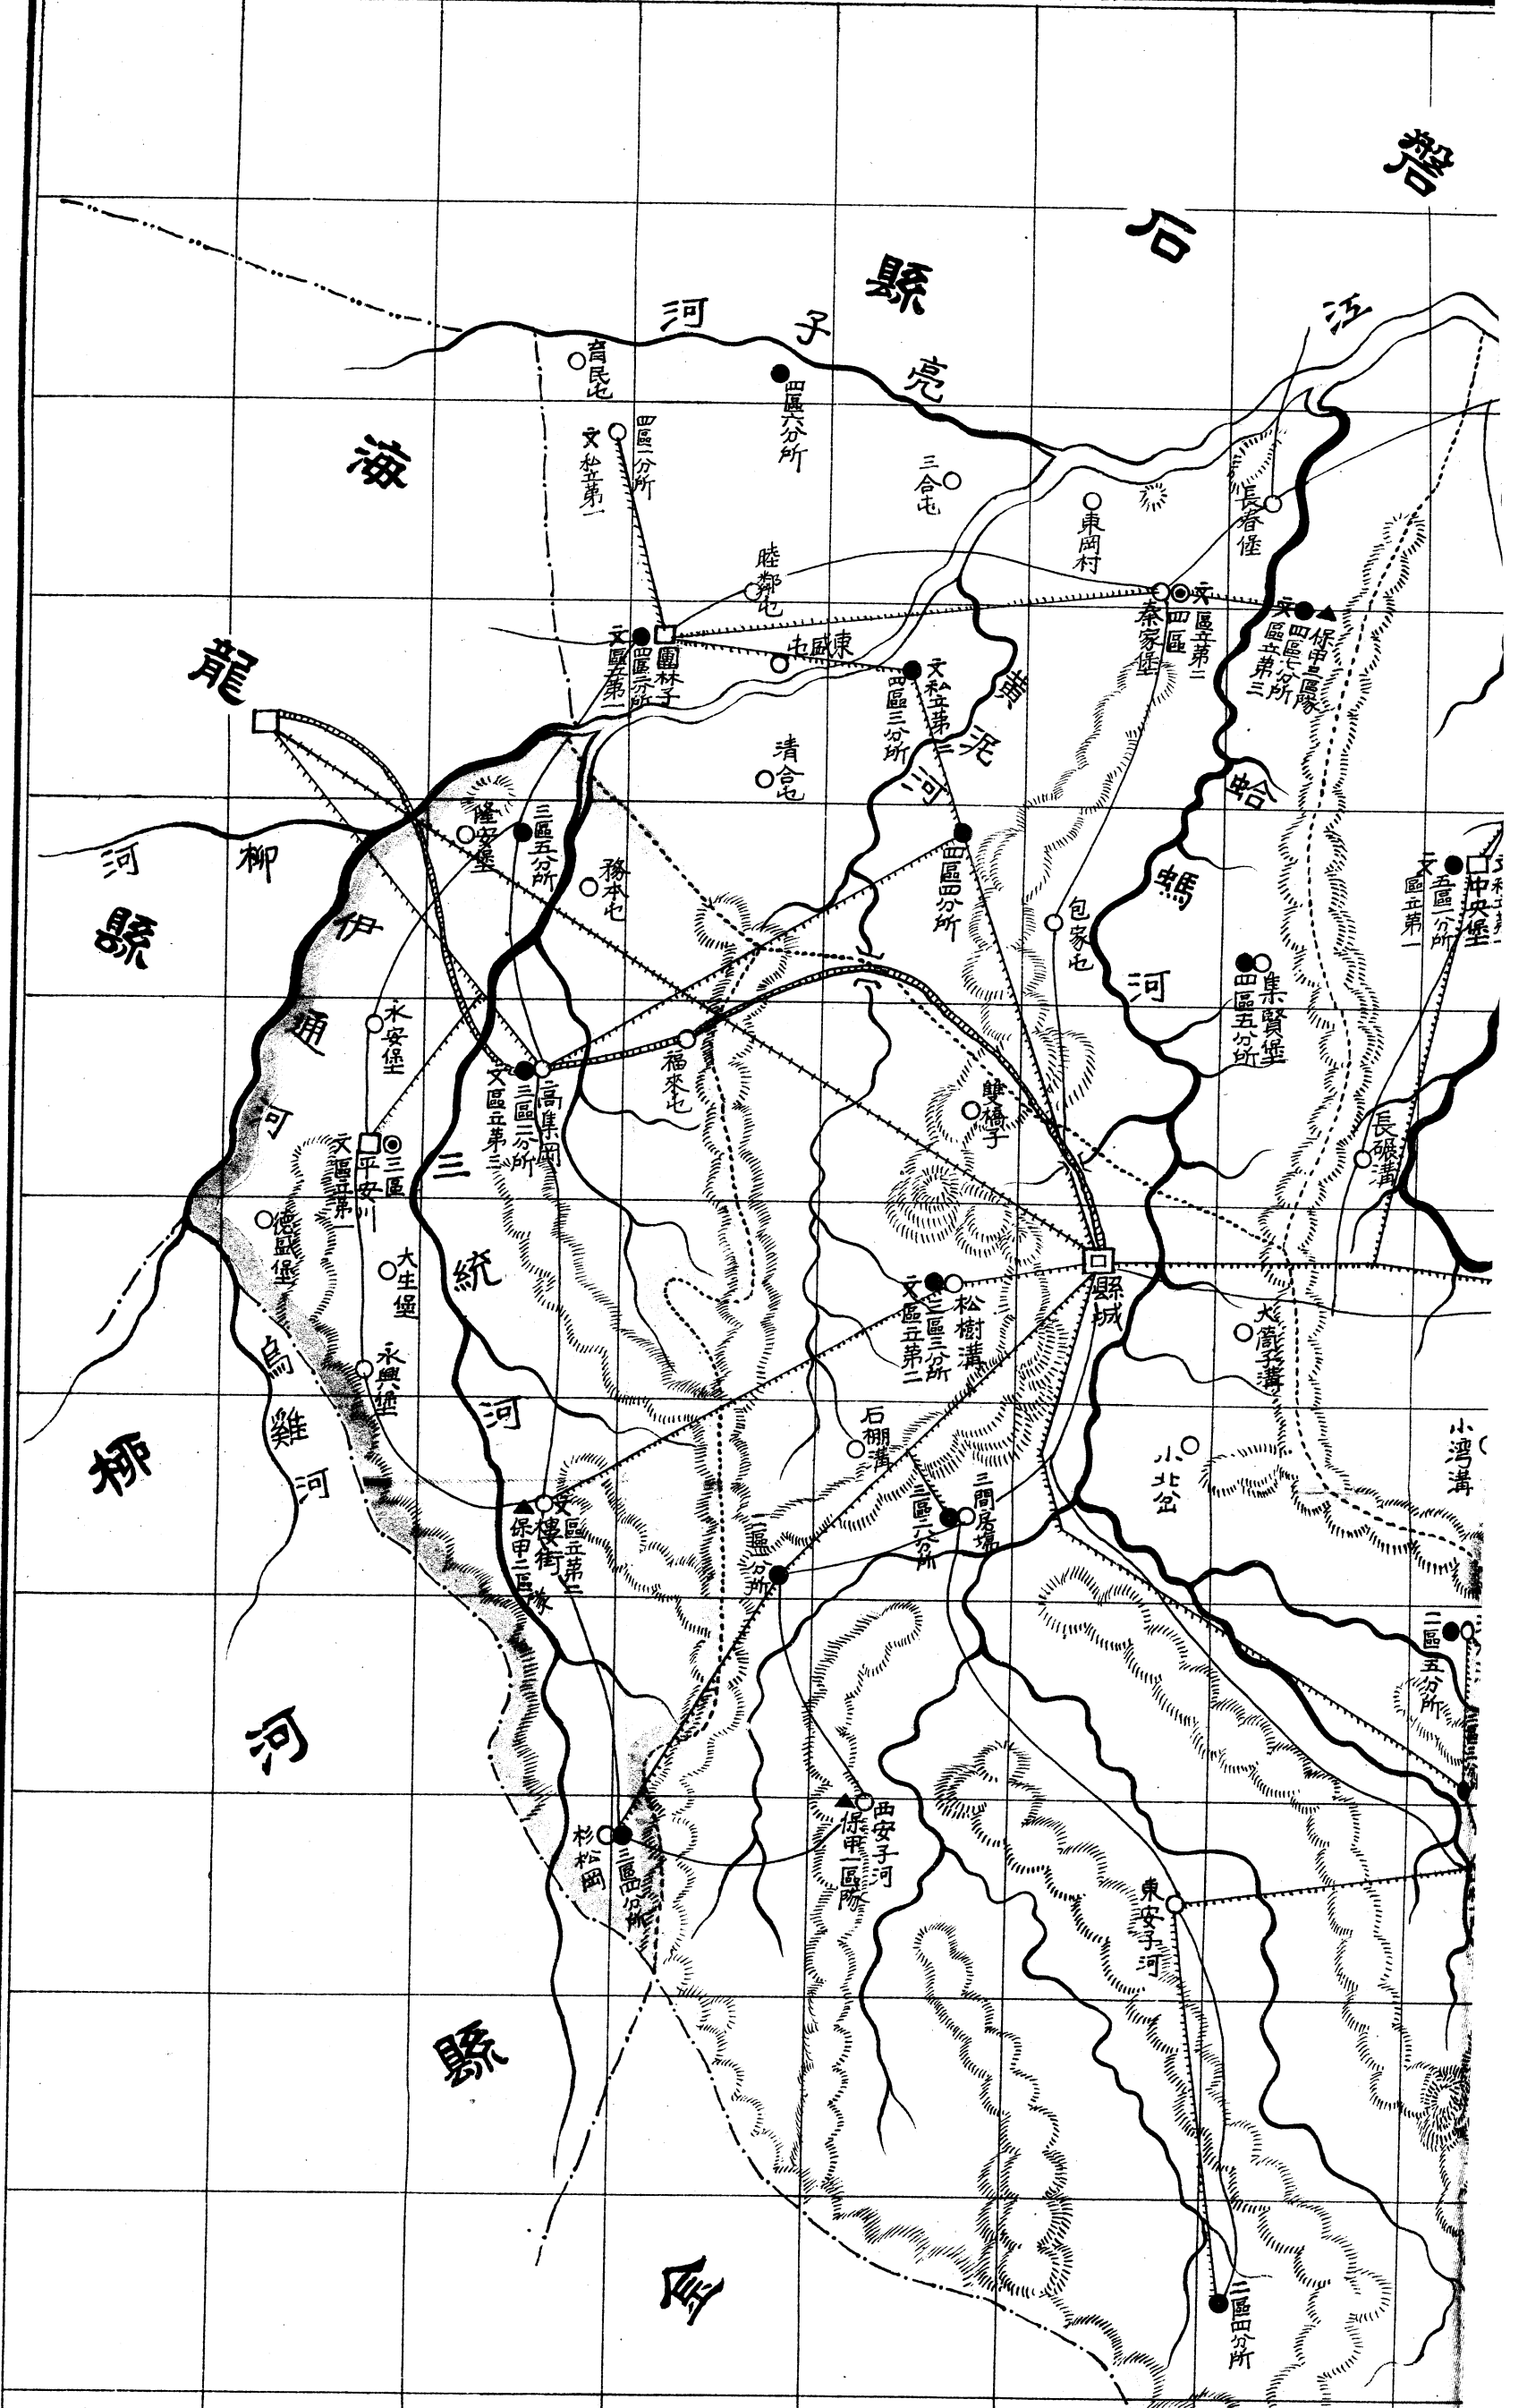 磐石縣
海龍縣
柳河縣
金
江
亮子河
黃泥河
蛤螞河
柳河
伊通河
三統河
烏雞河
育民屯
四區六分所
四區一分所
文私立第一
三合屯
東岡村
長春堡
睦鄰屯
秦家堡
四區
文區立第二
保甲三區隊
四區七分所
文區立第三
團林子
四區二分所
文區立第一
東盛屯
文私立第二
四區三分所
清合屯
隆安堡
三區五分所
務本屯
四區四分所
包家屯
中央堡
五區一分所
文區立第一
集賢堡
四區五分所
永安堡
福來屯
高集岡
三區二分所
文區立第三
雙橋子
長碾溝
三區
平安川
文區立第一
德盛堡
大生堡
縣城
松樹溝
三區三分所
文區立第二
大筒子溝
永興堡
石棚溝
小北岔
小湾溝
三間房塲
三區六分所
文區立第二
樓街
保甲二區隊
二區一分所
二區五分所
西安子河
保甲一區隊
杉松岡
三區四分所
東安子河
二區四分所